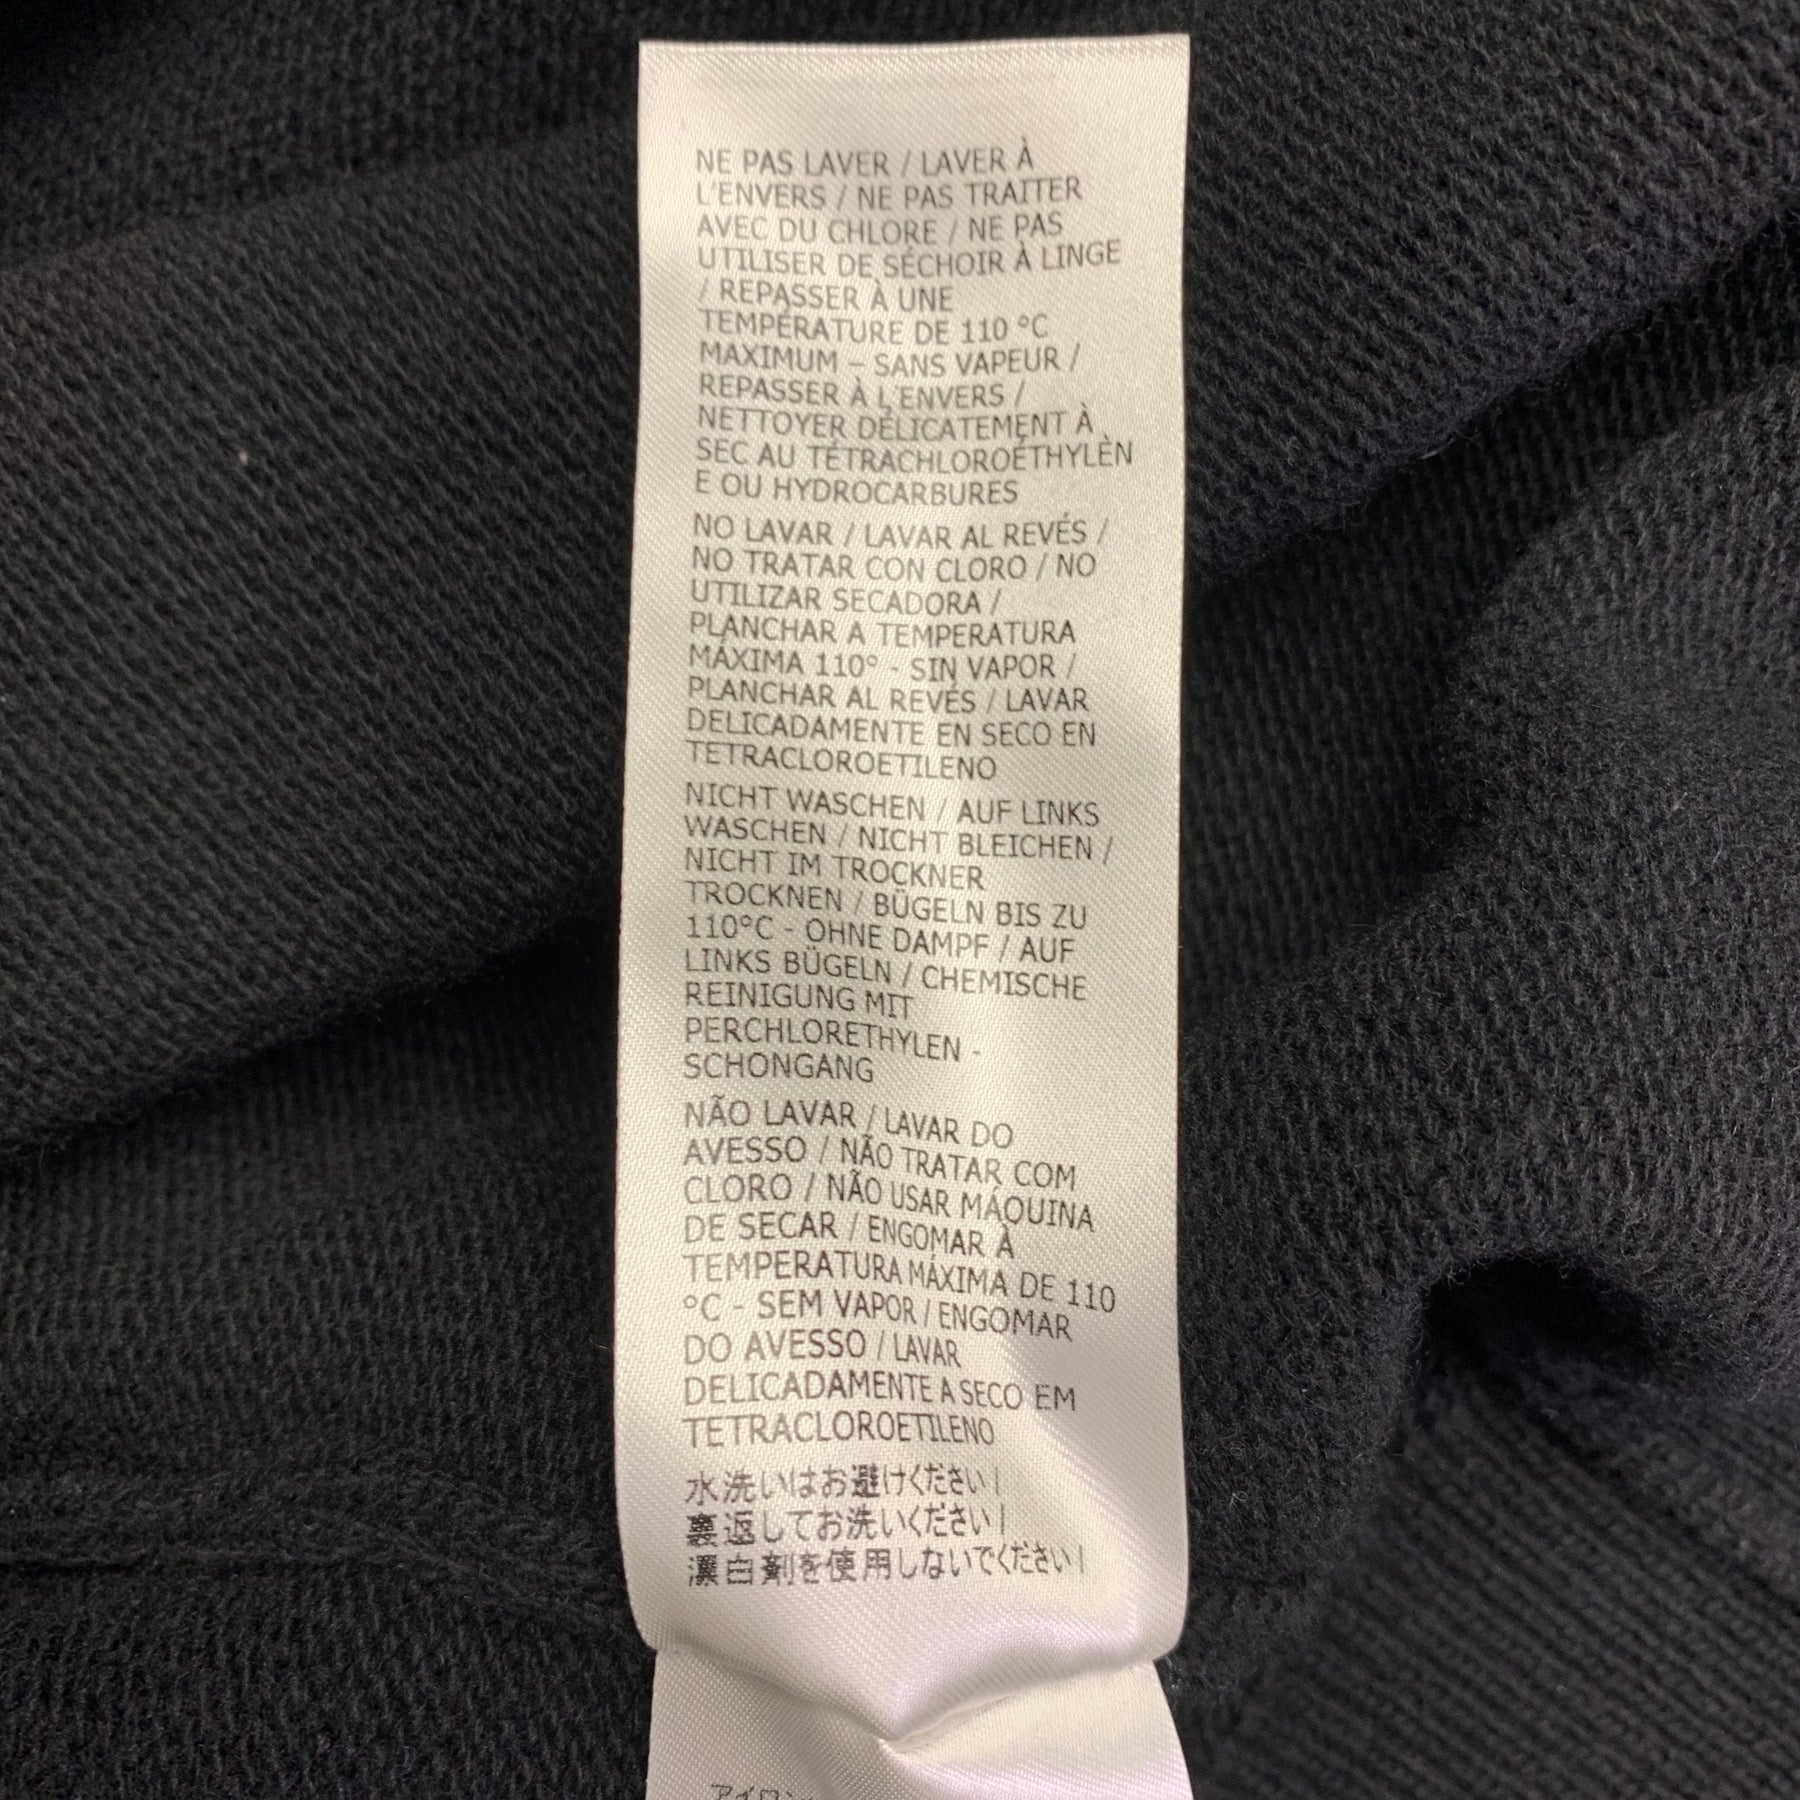 NE PAS LAVER / LAVER À
L'ENVERS / NE PAS TRAITER
AVEC DU CHLORE / NE PAS
UTILISER DE SÉCHOIR À LINGE
/ REPASSER À UNE
TEMPÉRATURE DE 110 °C
MAXIMUM – SANS VAPEUR /
REPASSER À L'ENVERS /
NETTOYER DÉLICATEMENT À
SEC AU TÉTRACHLOROÉTHYLÈN
E OU HYDROCARBURES
NO LAVAR / LAVAR AL REVÉS /
NO TRATAR CON CLORO / NO
UTILIZAR SECADORA /
PLANCHAR A TEMPERATURA
MÁXIMA 110° - SIN VAPOR /
PLANCHAR AL REVÉS / LAVAR
DELICADAMENTE EN SECO EN
TETRACLOROETILENO
NICHT WASCHEN / AUF LINKS
WASCHEN / NICHT BLEICHEN /
NICHT IM TROCKNER
TROCKNEN / BÜGELN BIS ZU
110°C - OHNE DAMPF / AUF
LINKS BÜGELN / CHEMISCHE
REINIGUNG MIT
PERCHLORETHYLEN -
SCHONGANG
NÃO LAVAR / LAVAR DO
AVESSO / NÃO TRATAR COM
CLORO / NÃO USAR MÁQUINA
DE SECAR / ENGOMAR À
TEMPERATURA MÁXIMA DE 110
°C - SEM VAPOR / ENGOMAR
DO AVESSO / LAVAR
DELICADAMENTE A SECO EM
TETRACLOROETILENO
水洗いはお避けください |
裏返してお洗いください |
漂白剤を使用しないでください |